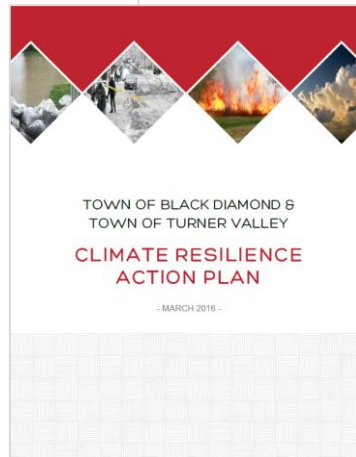 TOWN OF BLACK DIAMOND &
TOWN OF TURNER VALLEY
CLIMATE RESILIENCE
ACTION PLAN
- MARCH 2016 -